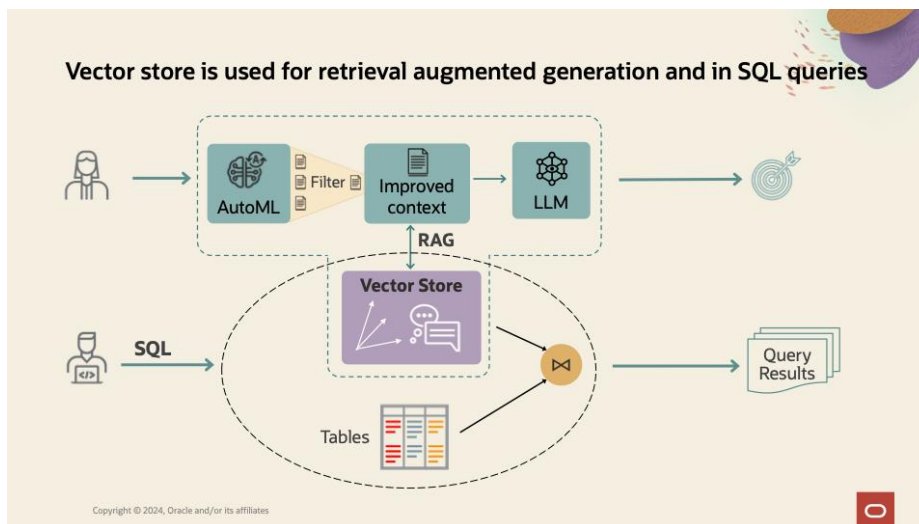 Vector store is used for retrieval augmented generation and in SQL queries
AutoML
Filter
Improved
context
LLM
RAG
Vector Store
SQL
</>
Query
Results
Tables
Copyright © 2024, Oracle and/or its affiliates